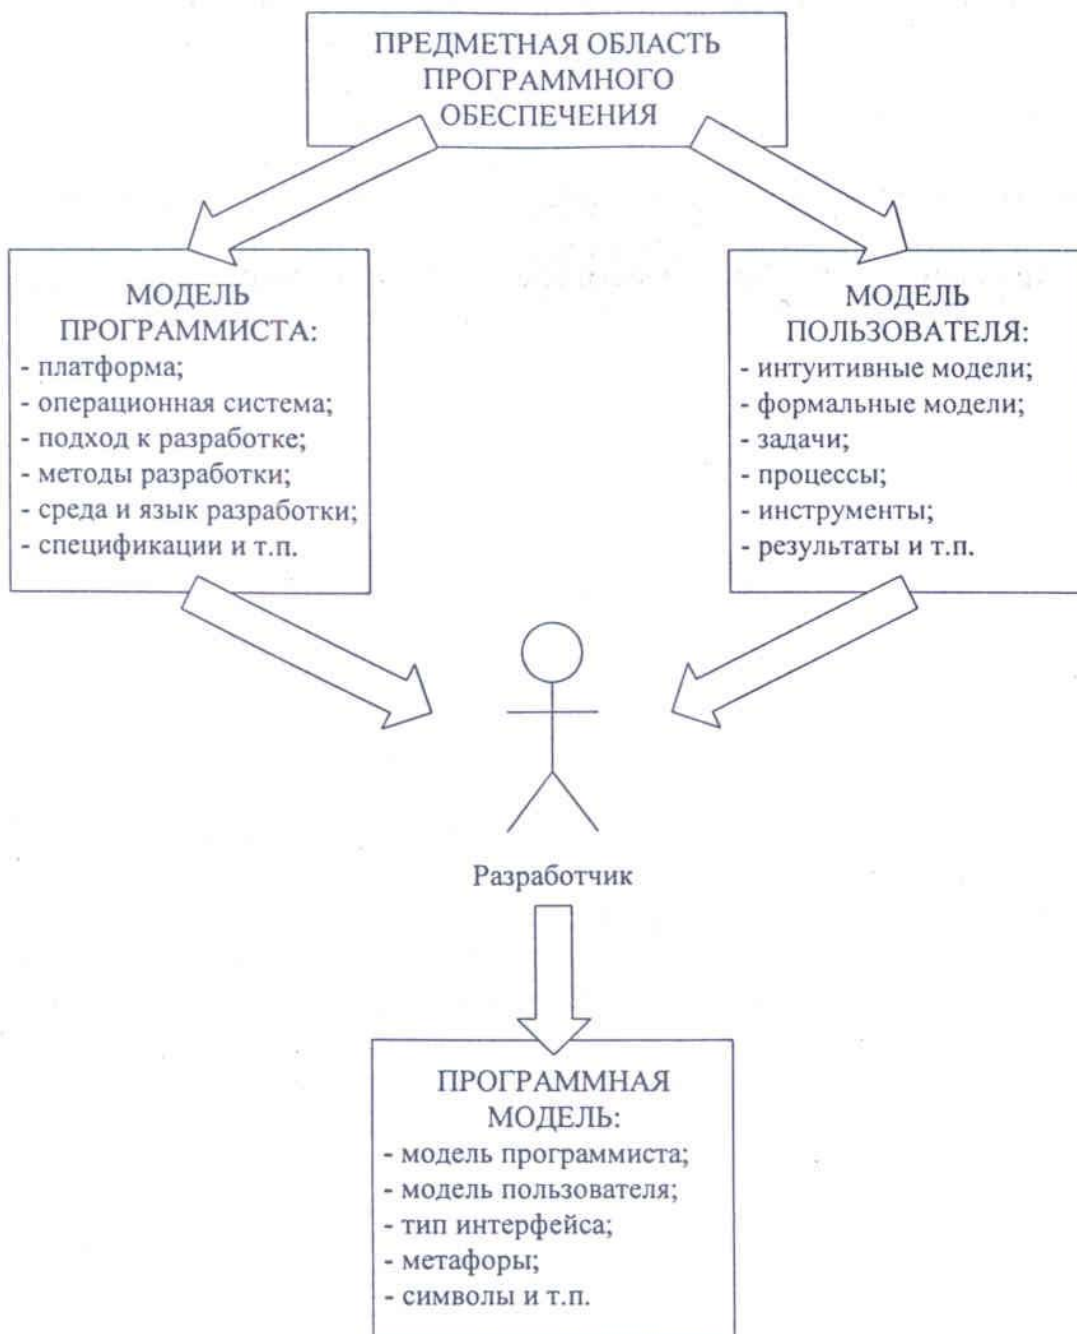 ПРЕДМЕТНАЯ ОБЛАСТЬ
ПРОГРАММНОГО
ОБЕСПЕЧЕНИЯ
МОДЕЛЬ
ПРОГРАММИСТА:
- платформа;
- операционная система;
- подход к разработке;
- методы разработки;
- среда и язык разработки;
- спецификации и т.п.
МОДЕЛЬ
ПОЛЬЗОВАТЕЛЯ:
- интуитивные модели;
- формальные модели;
- задачи;
- процессы;
- инструменты;
- результаты и т.п.
Разработчик
ПРОГРАММНАЯ
МОДЕЛЬ:
- модель программиста;
- модель пользователя;
- тип интерфейса;
- метафоры;
- символы и т.п.